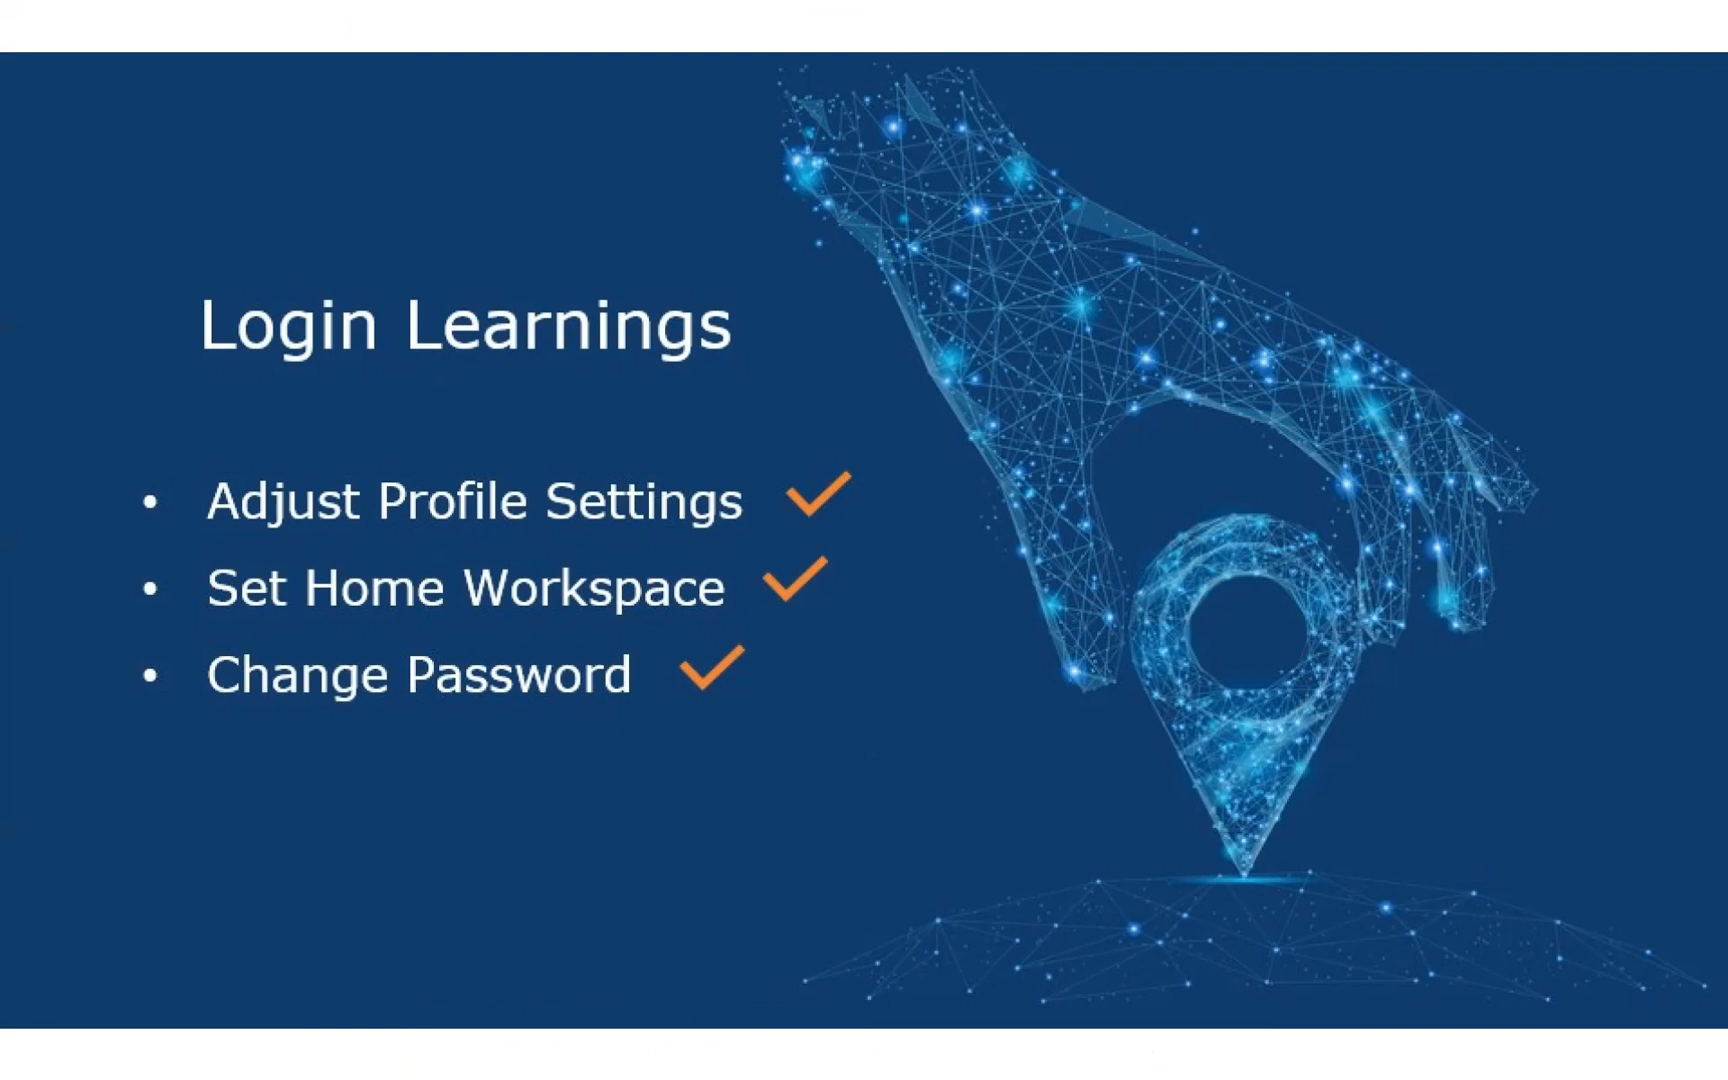 Login Learnings
• Adjust Profile Settings ✓
• Set Home Workspace ✓
• Change Password ✓